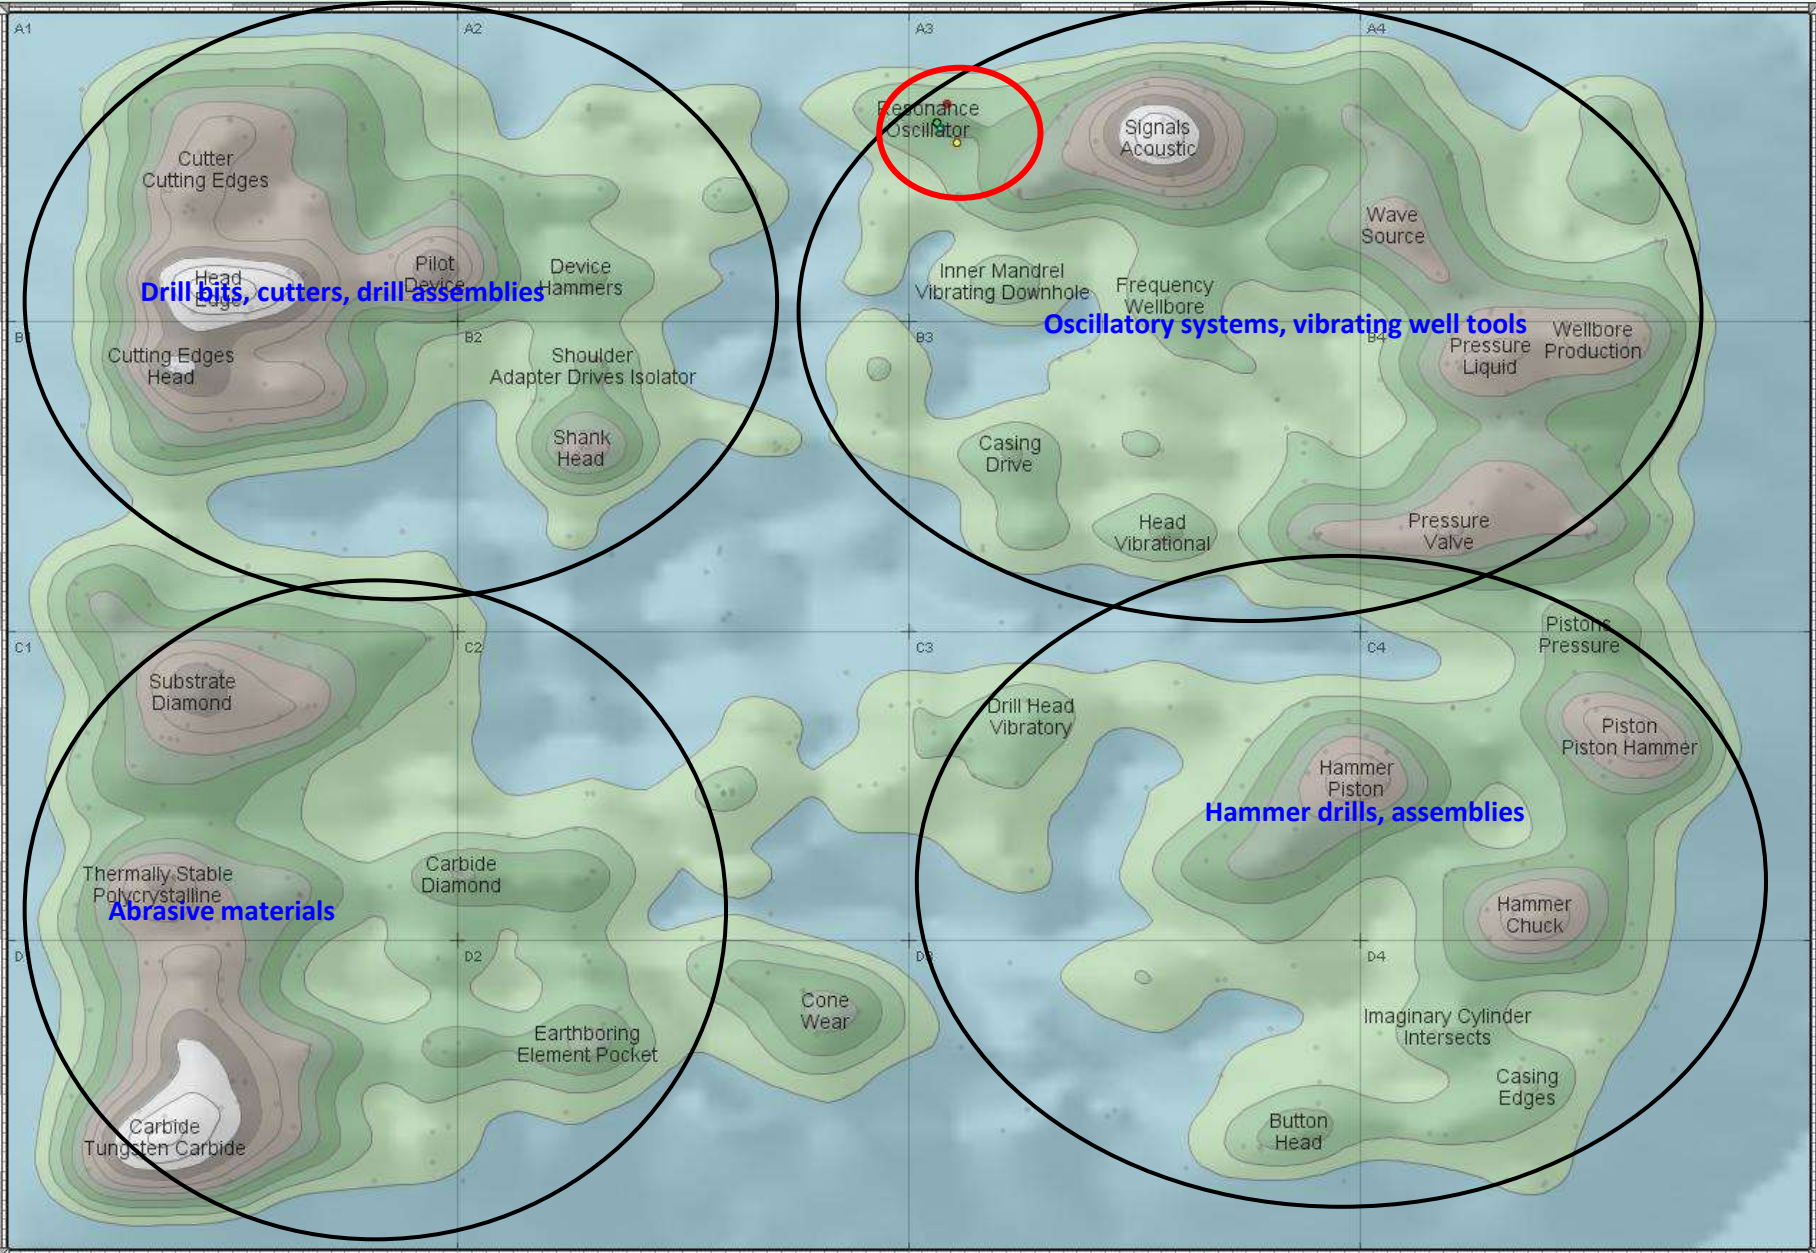 A1
A2
A3
A4
Resonance
Oscillator
Signals
Acoustic
Cutter
Cutting Edges
Wave
Source
Head
Edge
Pilot
Device
Device
Hammers
Drill bits, cutters, drill assemblies
Inner Mandrel
Vibrating Downhole
Frequency
Wellbore
Oscillatory systems, vibrating well tools
B1
B2
B3
B4
Wellbore
Production
Pressure
Liquid
Cutting Edges
Head
Shoulder
Adapter Drives Isolator
Shank
Head
Casing
Drive
Head
Vibrational
Pressure
Valve
C1
C2
C3
C4
Pistons
Pressure
Substrate
Diamond
Drill Head
Vibratory
Piston
Piston Hammer
Hammer
Piston
Hammer drills, assemblies
Thermally Stable
Polycrystalline
Abrasive materials
Carbide
Diamond
Hammer
Chuck
D2
D4
Cone
Wear
Imaginary Cylinder
Intersects
Earthboring
Element Pocket
Casing
Edges
Carbide
Tungsten Carbide
Button
Head